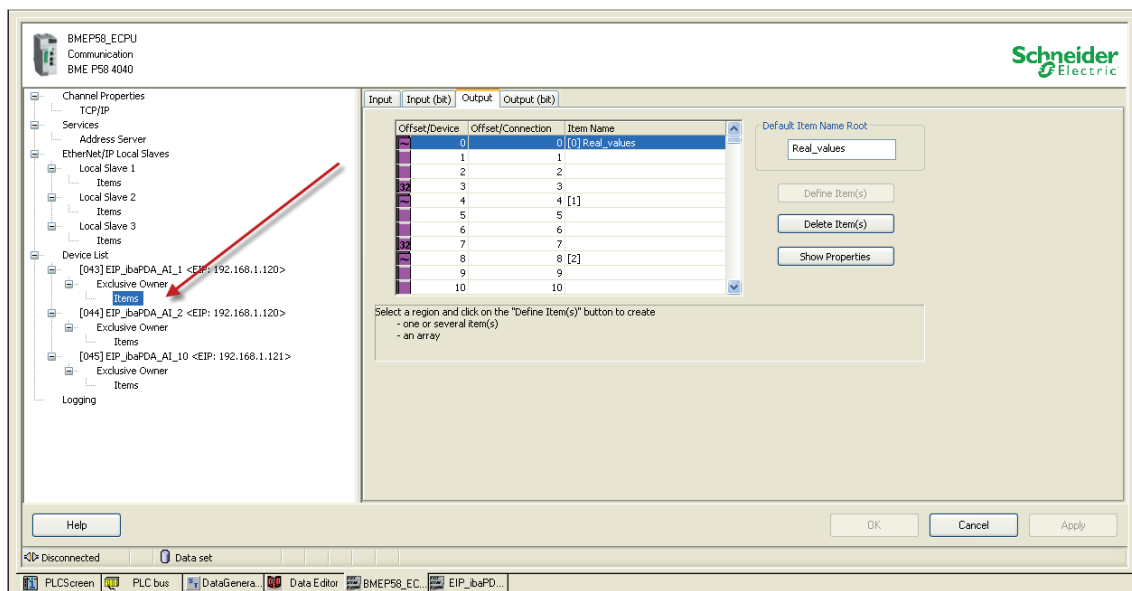 BMEP58_ECPU
Communication
BME P58 4040
Schneider
Electric
Channel Properties
TCP/IP
Services
Address Server
EtherNet/IP Local Slaves
Local Slave 1
Items
Local Slave 2
Items
Local Slave 3
Items
Device List
[043] EIP_ibaPDA_AI_1 <EIP: 192.168.1.120>
Exclusive Owner
Items
[044] EIP_ibaPDA_AI_2 <EIP: 192.168.1.120>
Exclusive Owner
Items
[045] EIP_ibaPDA_AI_10 <EIP: 192.168.1.121>
Exclusive Owner
Items
Logging
Input Input (bit) Output Output (bit)
Offset/Device Offset/Connection Item Name
0 0 [0] Real_values
1 1
2 2
32 3 3
4 4 [1]
5 5
6 6
32 7 7
8 8 [2]
9 9
10 10
Default Item Name Root
Real_values
Define Item(s)
Delete Item(s)
Show Properties
Select a region and click on the "Define Item(s)" button to create
- one or several item(s)
- an array
Help OK Cancel Apply
Disconnected Data set
PLCScreen PLC bus DataGenera... Data Editor BMEP58_EC... EIP_ibaPD...